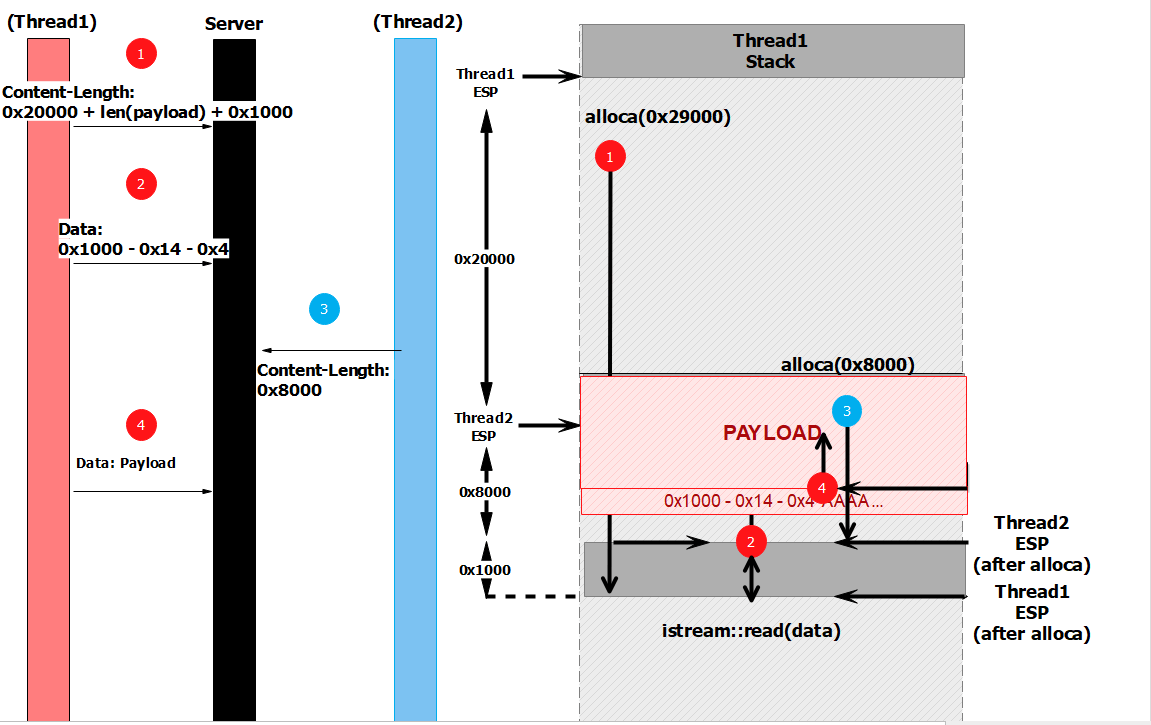 (Thread1)
Server
(Thread2)
1
Content-Length:
0x20000 + len(payload) + 0x1000
2
Data:
0x1000 - 0x14 - 0x4
3
Content-Length:
0x8000
4
Data: Payload
Thread1
ESP
0x20000
Thread2
ESP
0x8000
0x1000
Thread1
Stack
alloca(0x29000)
1
alloca(0x8000)
3
PAYLOAD
4
0x1000 - 0x14 - 0x4 AAAA...
2
istream::read(data)
Thread2
ESP
(after alloca)
Thread1
ESP
(after alloca)